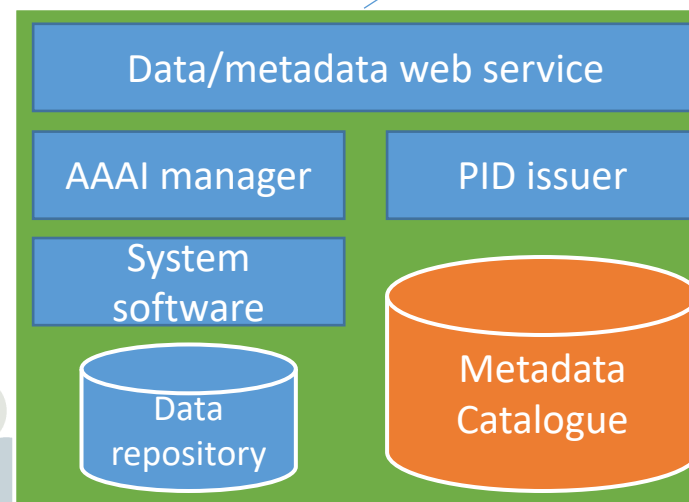 Data/metadata web service
AAAI manager
PID issuer
System
software
Data
repository
Metadata
Catalogue